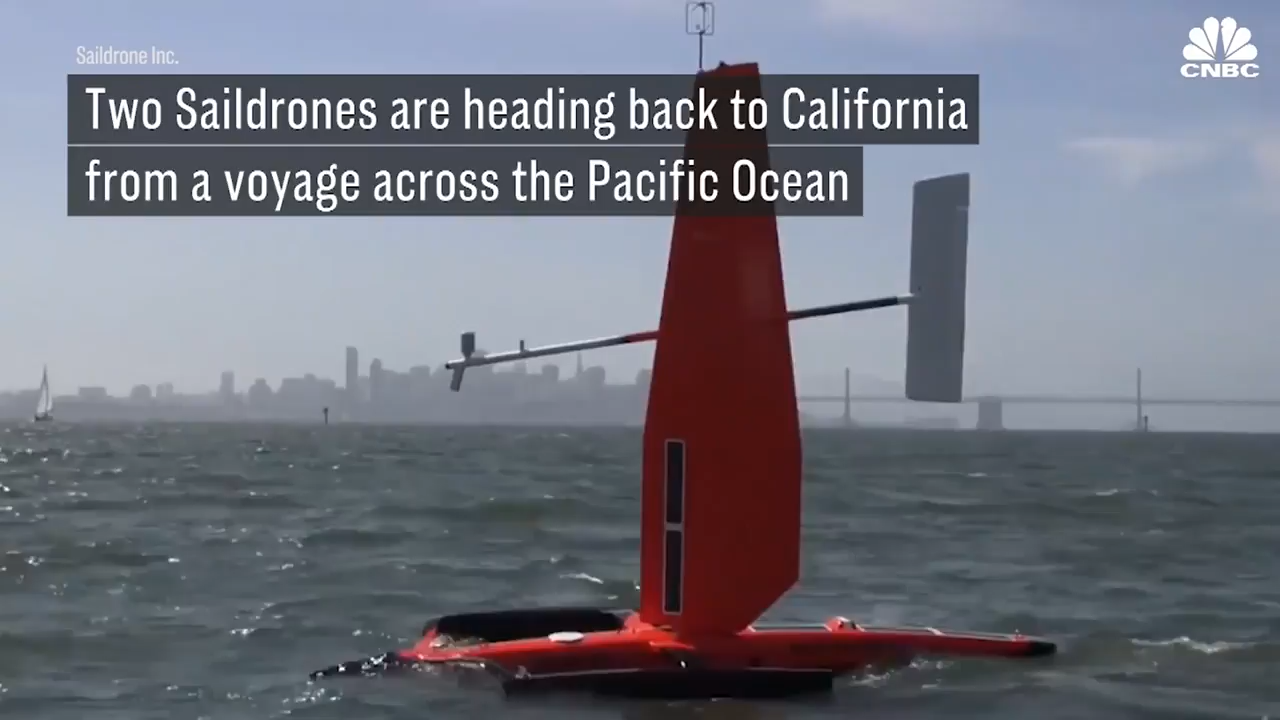 Saildrone Inc.
CNBC
Two Saildrones are heading back to California
from a voyage across the Pacific Ocean